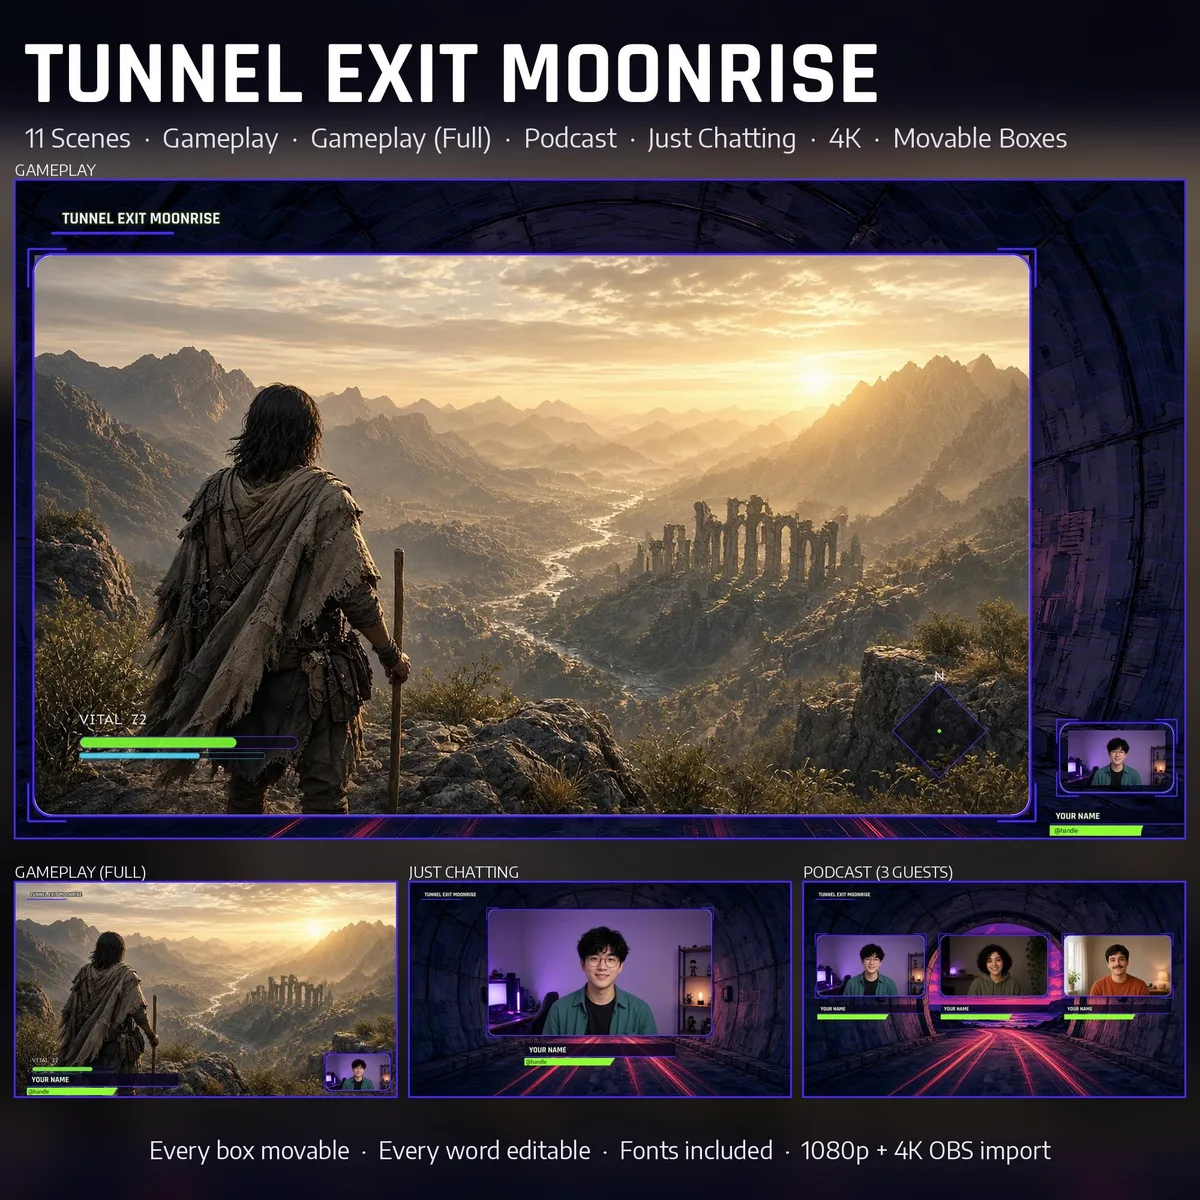 TUNNEL EXIT MOONRISE
11 Scenes · Gameplay · Gameplay (Full) · Podcast · Just Chatting · 4K · Movable Boxes
GAMEPLAY
TUNNEL EXIT MOONRISE
N
VITAL 72
YOUR NAME
@handle
GAMEPLAY (FULL)
JUST CHATTING
PODCAST (3 GUESTS)
TUNNEL EXIT MOONRISE
TUNNEL EXIT MOONRISE
TUNNEL EXIT MOONRISE
VITAL 72
YOUR NAME
@handle
YOUR NAME
@handle
YOUR NAME
YOUR NAME
YOUR NAME
Every box movable · Every word editable · Fonts included · 1080p + 4K OBS import